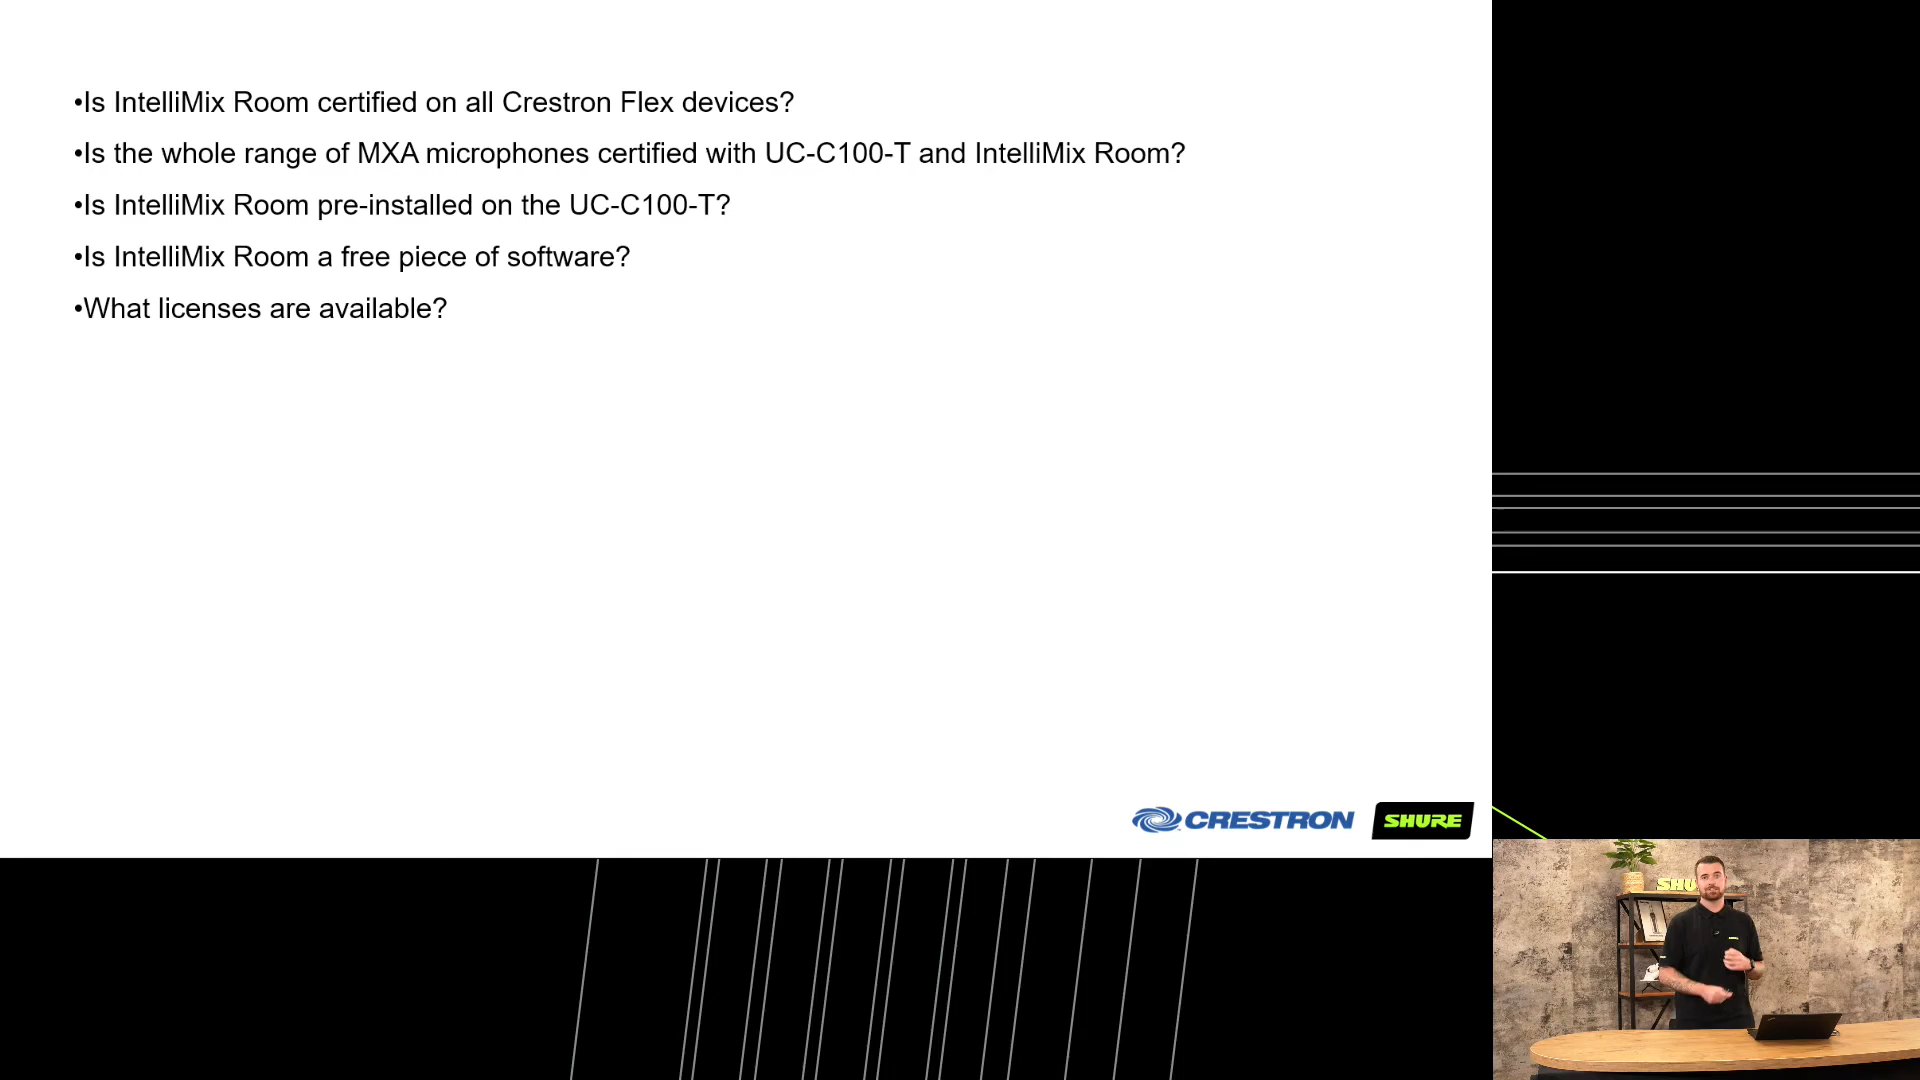 •Is IntelliMix Room certified on all Crestron Flex devices?
•Is the whole range of MXA microphones certified with UC-C100-T and IntelliMix Room?
•Is IntelliMix Room pre-installed on the UC-C100-T?
•Is IntelliMix Room a free piece of software?
•What licenses are available?
CRESTRON
SHURE
SHU